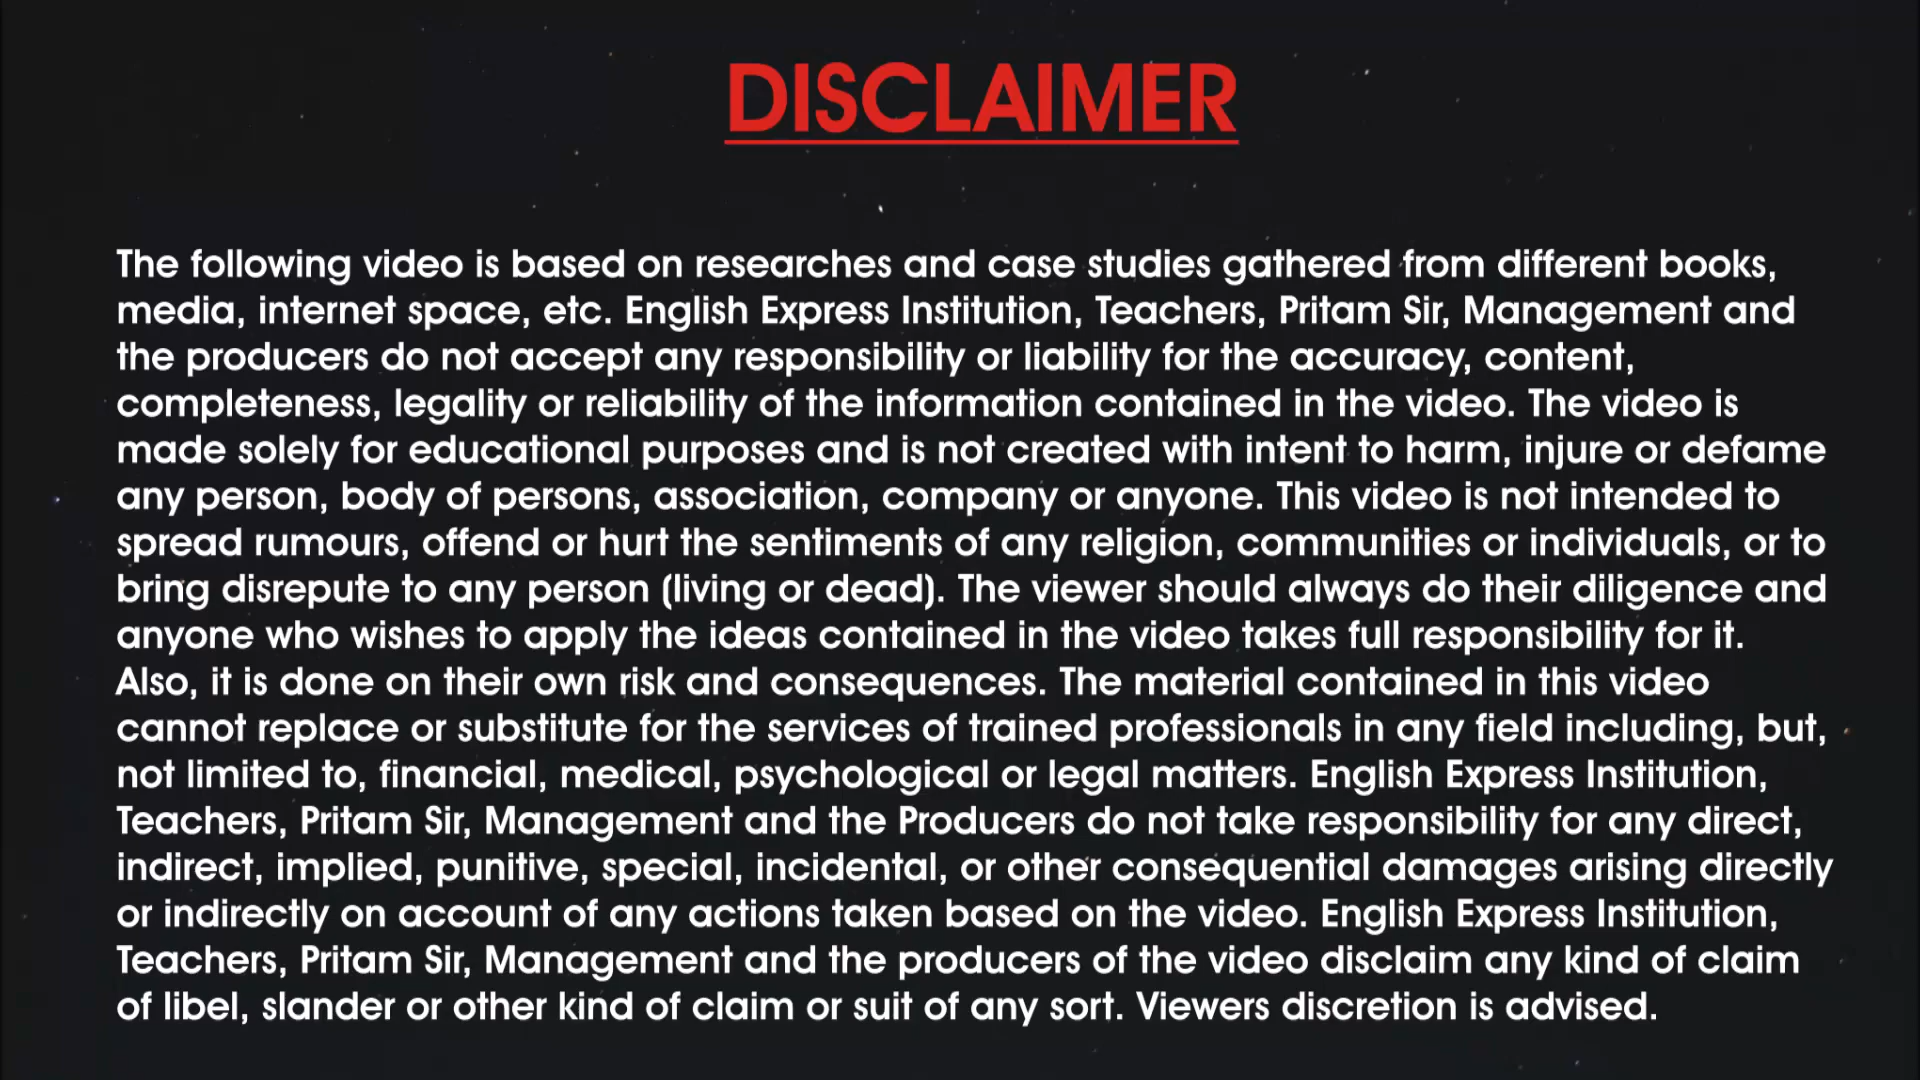 DISCLAIMER
The following video is based on researches and case studies gathered from different books,
media, internet space, etc. English Express Institution, Teachers, Pritam Sir, Management and
the producers do not accept any responsibility or liability for the accuracy, content,
completeness, legality or reliability of the information contained in the video. The video is
made solely for educational purposes and is not created with intent to harm, injure or defame
any person, body of persons, association, company or anyone. This video is not intended to
spread rumours, offend or hurt the sentiments of any religion, communities or individuals, or to
bring disrepute to any person (living or dead). The viewer should always do their diligence and
anyone who wishes to apply the ideas contained in the video takes full responsibility for it.
Also, it is done on their own risk and consequences. The material contained in this video
cannot replace or substitute for the services of trained professionals in any field including, but,
not limited to, financial, medical, psychological or legal matters. English Express Institution,
Teachers, Pritam Sir, Management and the Producers do not take responsibility for any direct,
indirect, implied, punitive, special, incidental, or other consequential damages arising directly
or indirectly on account of any actions taken based on the video. English Express Institution,
Teachers, Pritam Sir, Management and the producers of the video disclaim any kind of claim
of libel, slander or other kind of claim or suit of any sort. Viewers discretion is advised.